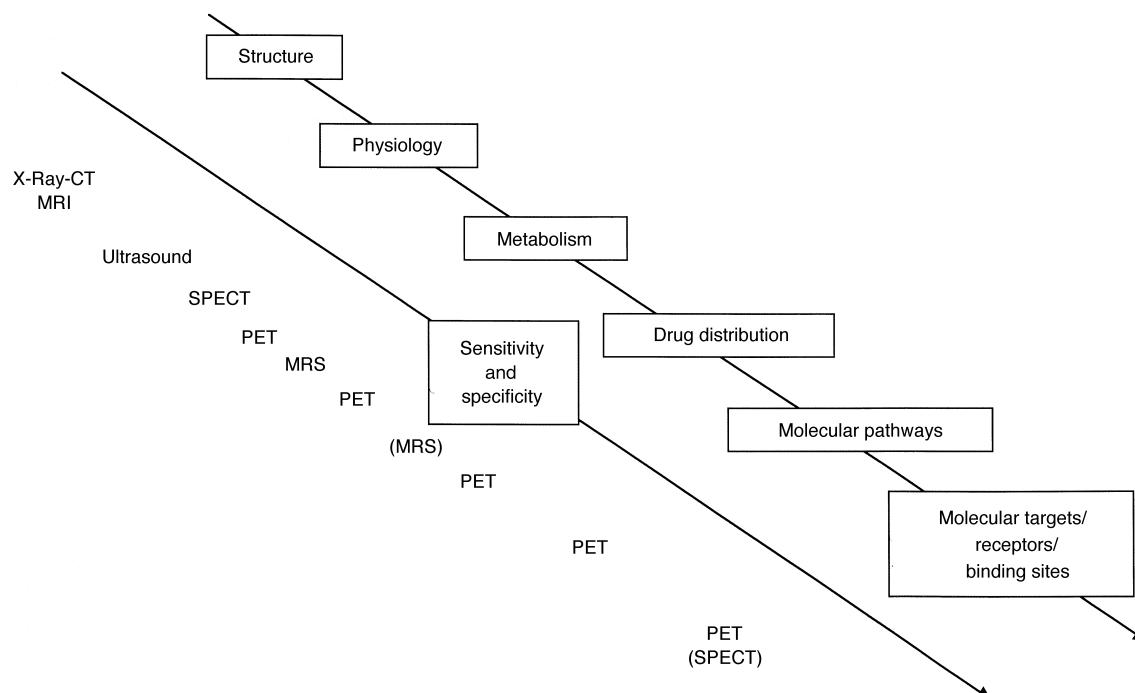 Structure
Physiology
X-Ray-CT
MRI
Metabolism
Ultrasound
SPECT
PET
MRS
PET
(MRS)
PET
PET
PET
(SPECT)
Sensitivity
and
specificity
Drug distribution
Molecular pathways
Molecular targets/
receptors/
binding sites